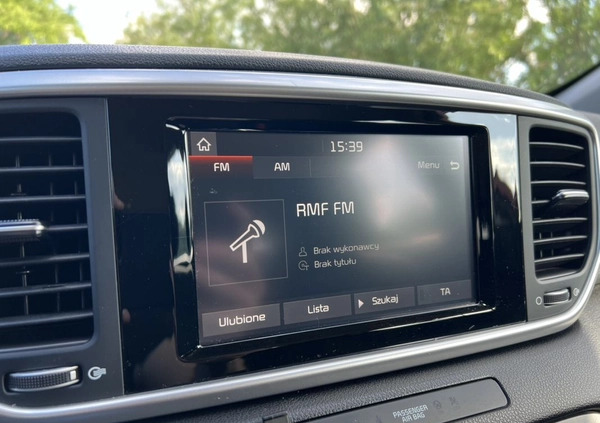 15:39
FM AM Menu
RMF FM
Brak wykonawcy
Brak tytułu
Ulubione Lista Szukaj TA
PASSENGER
AIR BAG